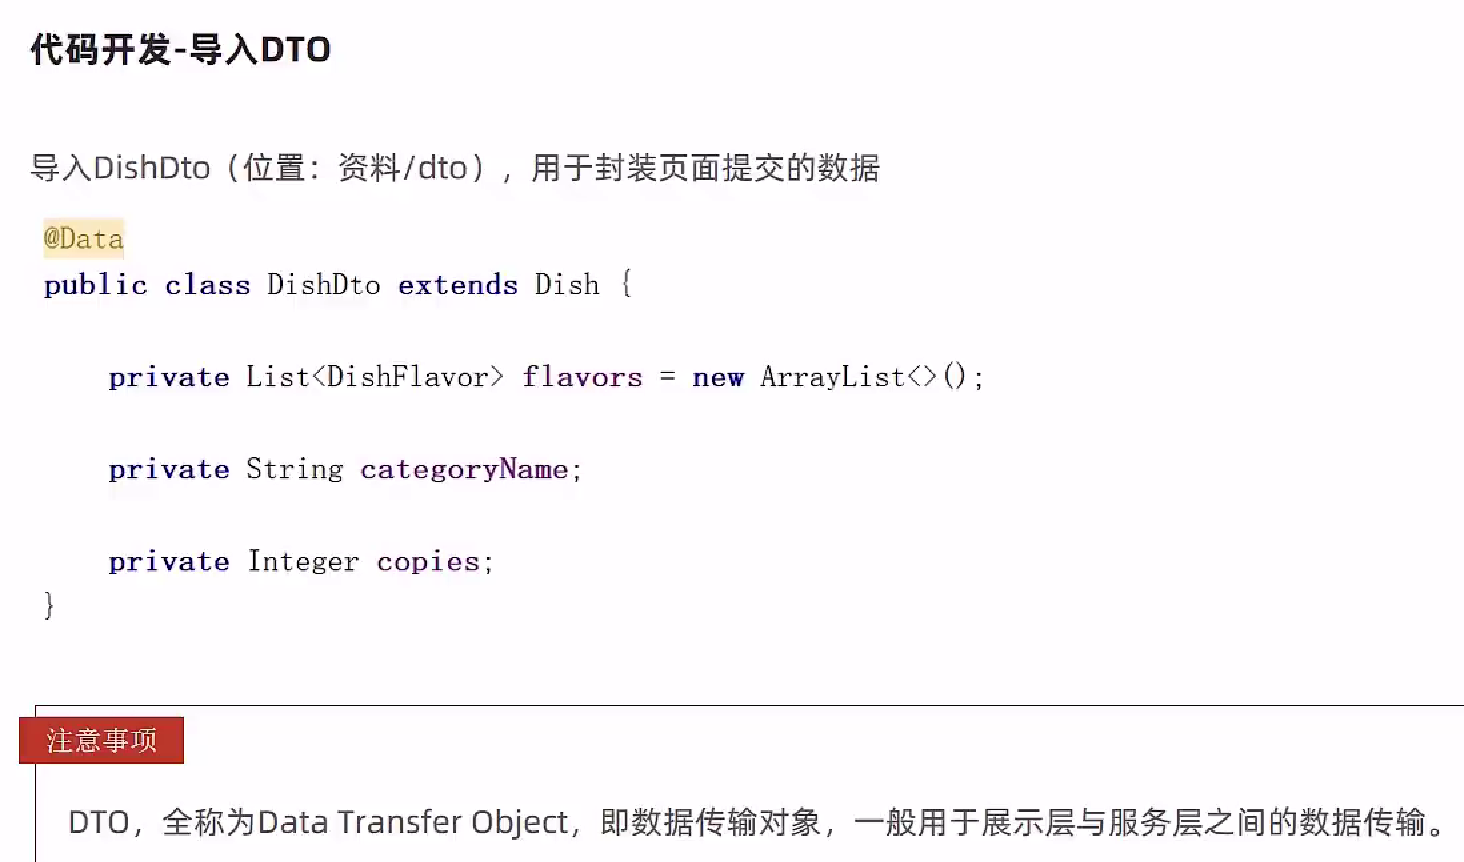 代码开发-导入DTO
导入DishDto（位置：资料/dto），用于封装页面提交的数据
@Data
public class DishDto extends Dish {
private List<DishFlavor> flavors = new ArrayList<>();
private String categoryName;
private Integer copies;
}
注意事项
DTO，全称为Data Transfer Object，即数据传输对象，一般用于展示层与服务层之间的数据传输。